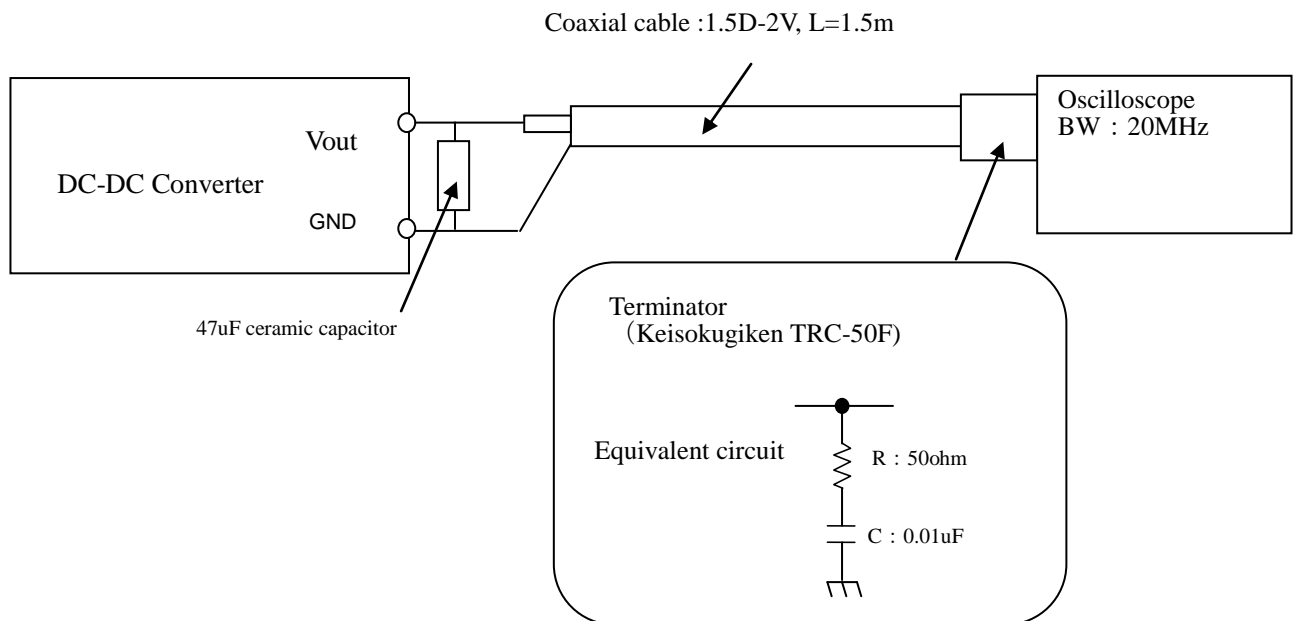 Coaxial cable :1.5D-2V, L=1.5m
Oscilloscope
BW：20MHz
Vout
DC-DC Converter
GND
47uF ceramic capacitor
Terminator
（Keisokugiken TRC-50F)
Equivalent circuit
R：50ohm
C：0.01uF